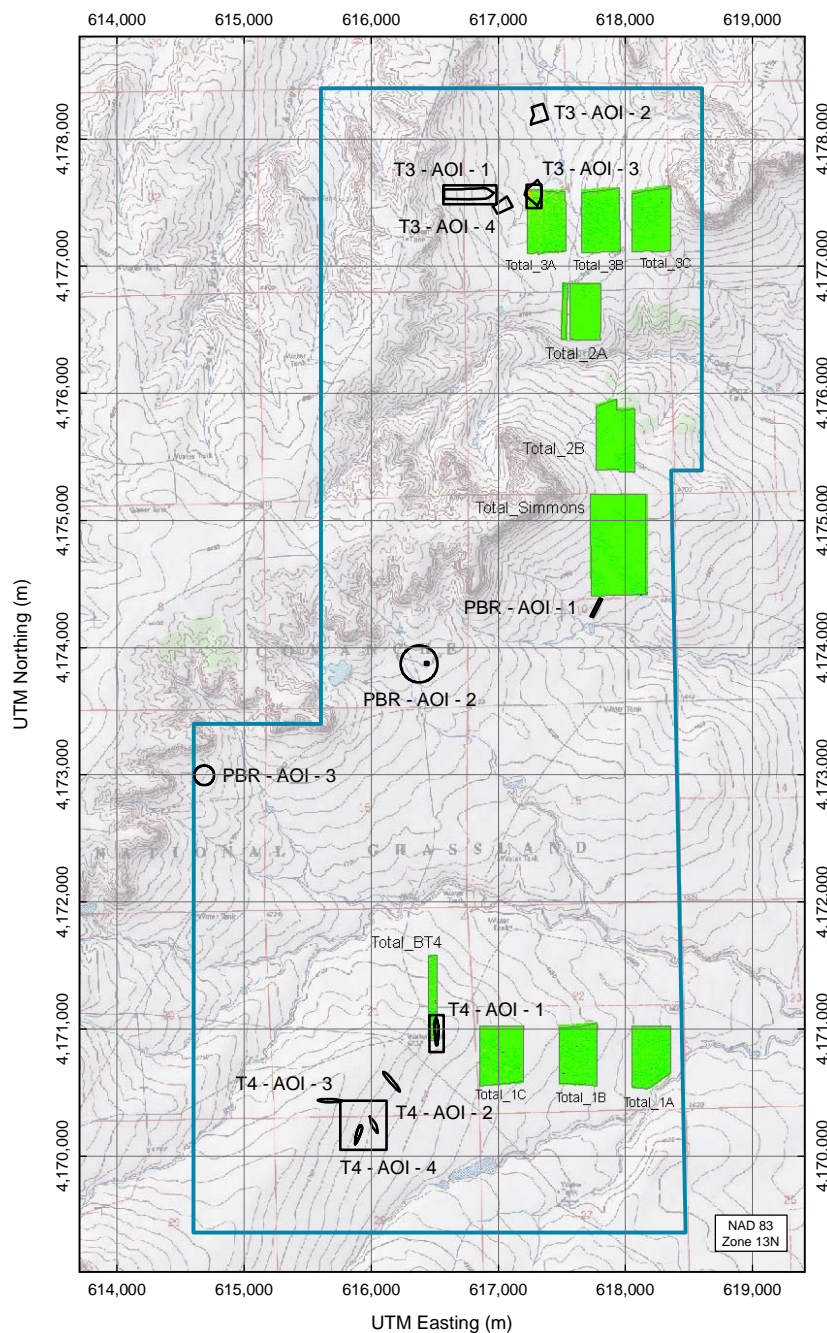 614,000 615,000 616,000 617,000 618,000 619,000
4,178,000
T3 - AOI - 2
T3 - AOI - 1
T3 - AOI - 3
T3 - AOI - 4
4,177,000
Total_3A
Total_3B
Total_3C
Total_2A
4,176,000
Total_2B
Total_Simmons
4,175,000
PBR - AOI - 1
4,174,000
PBR - AOI - 2
UTM Northing (m)
4,173,000
PBR - AOI - 3
NATIONAL GRASSLAND
4,172,000
Total_BT4
T4 - AOI - 1
4,171,000
Total_1C
Total_1B
Total_1A
T4 - AOI - 3
T4 - AOI - 2
T4 - AOI - 4
4,170,000
NAD 83
Zone 13N
614,000 615,000 616,000 617,000 618,000 619,000
UTM Easting (m)
4,178,000
4,177,000
4,176,000
4,175,000
4,174,000
4,173,000
4,172,000
4,171,000
4,170,000